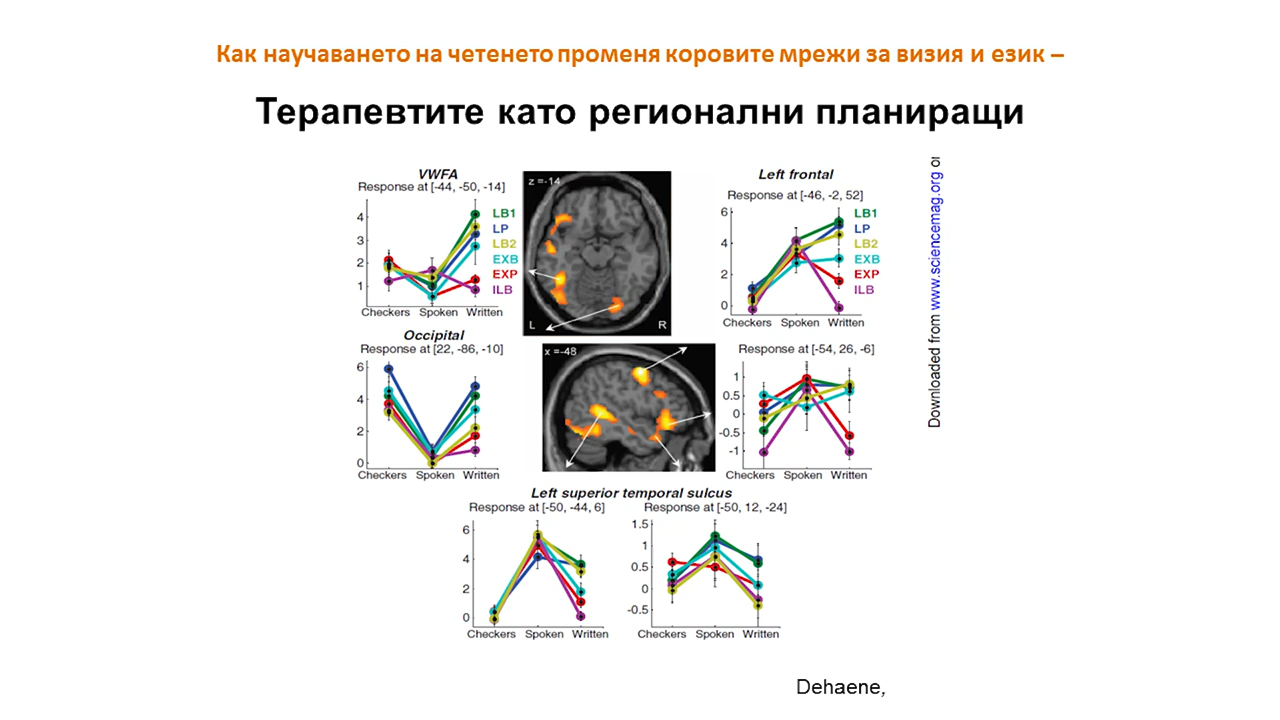 Как научаването на четенето променя коровите мрежи за визия и език –
Терапевтите като регионални планиращи
VWFA
Response at [-44, -50, -14]
4
3
2
1
Checkers Spoken Written
LB1
LP
LB2
EXB
EXP
ILB
z =-14
L R
Left frontal
Response at [-46, -2, 52]
6
4
2
0
Checkers Spoken Written
LB1
LP
LB2
EXB
EXP
ILB
Downloaded from www.sciencemag.org
Occipital
Response at [22, -86, -10]
6
4
2
0
Checkers Spoken Written
x =-48
Response at [-54, 26, -6]
1
0.5
0
-0.5
-1
Checkers Spoken Written
Left superior temporal sulcus
Response at [-50, -44, 6]
6
4
2
0
Checkers Spoken Written
Response at [-50, 12, -24]
1.5
1
0.5
0
-0.5
Checkers Spoken Written
Dehaene,